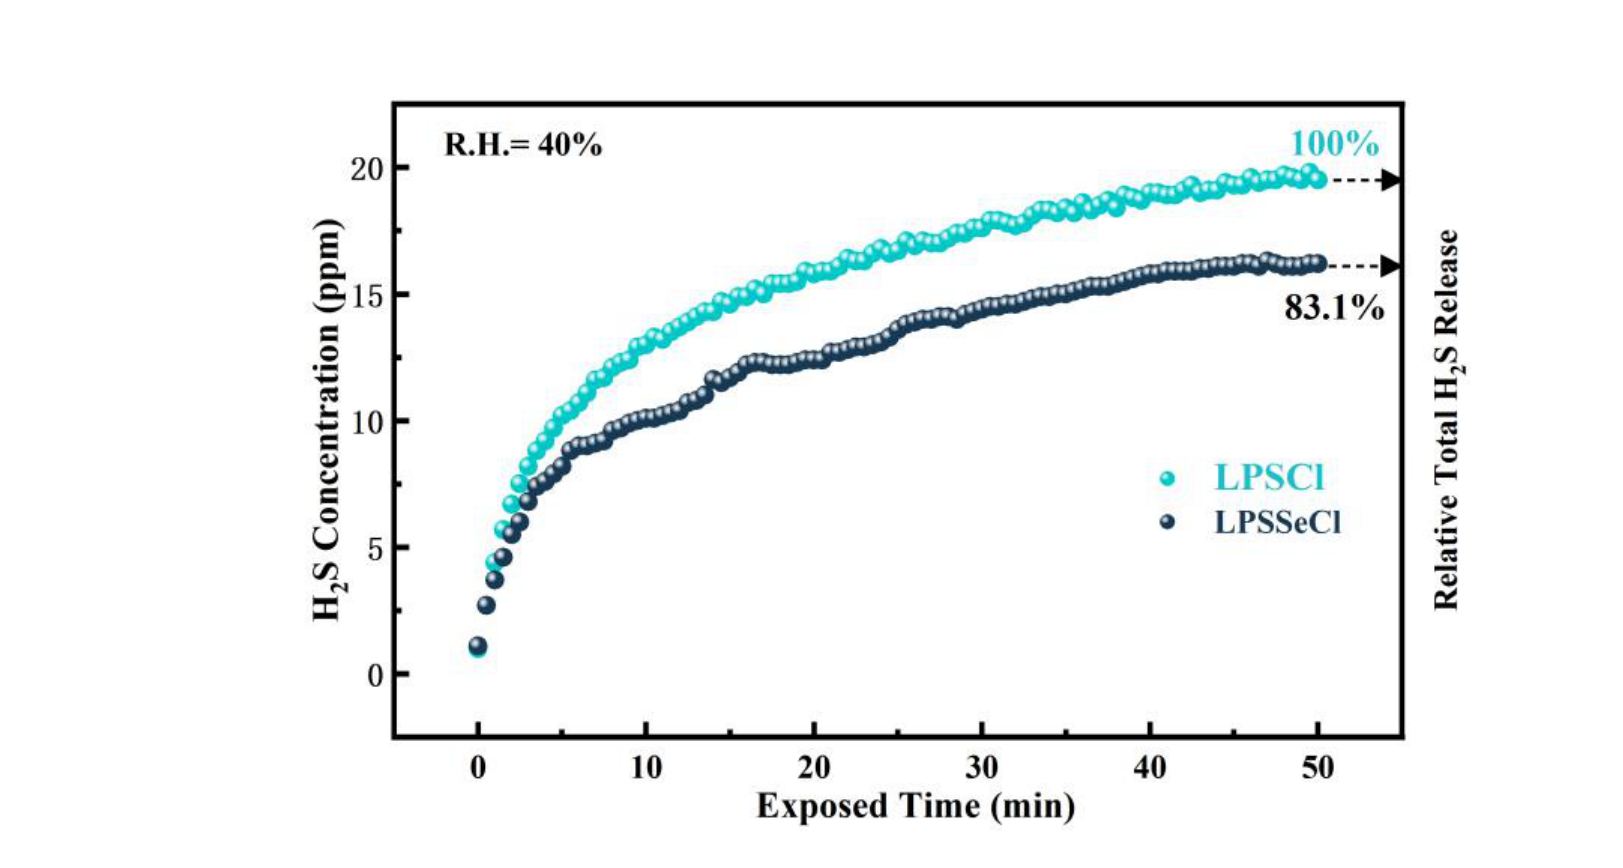 R.H.= 40%
100%
83.1%
LPSCl
LPSSeCl
20
15
10
5
0
0 10 20 30 40 50
Exposed Time (min)
H₂S Concentration (ppm)
Relative Total H₂S Release